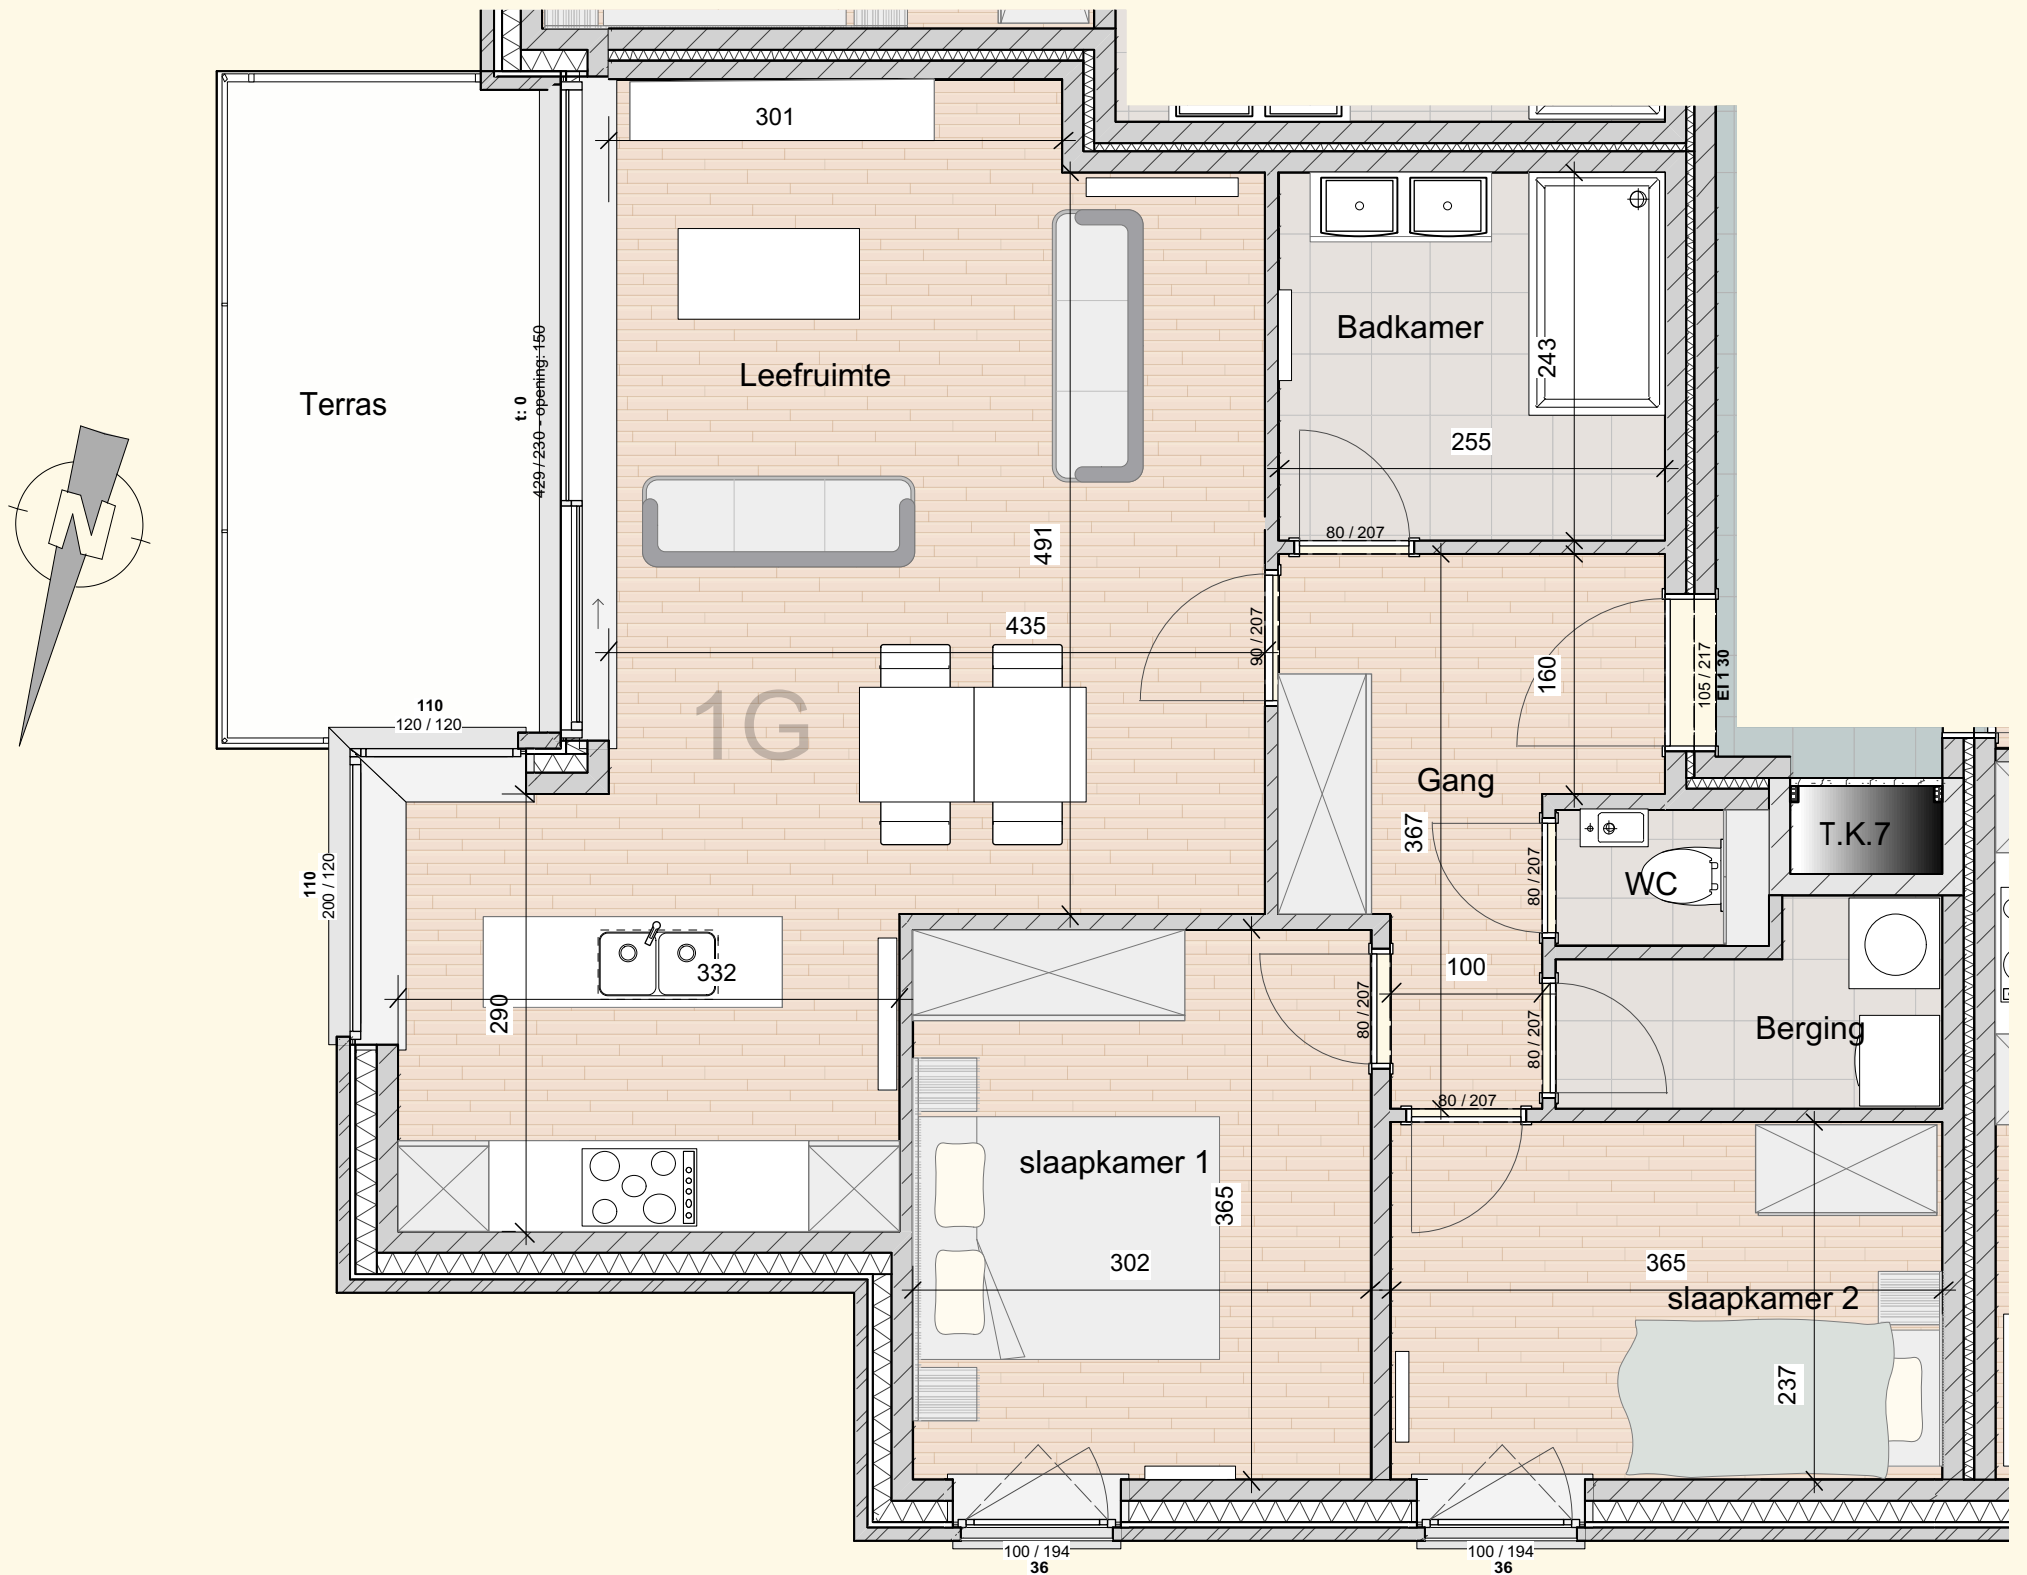 301
Badkamer
243
Leefruimte
Terras
t: 0
429 / 230 - opening: 150
255
N
80 / 207
491
435
90 / 207
160
105 / 217
EI 1 30
110
120 / 120
1G
Gang
367
T.K.7
WC
80 / 207
110
200 / 120
332
290
100
80 / 207
80 / 207
Berging
80 / 207
slaapkamer 1
365
302
365
slaapkamer 2
237
100 / 194
36
100 / 194
36